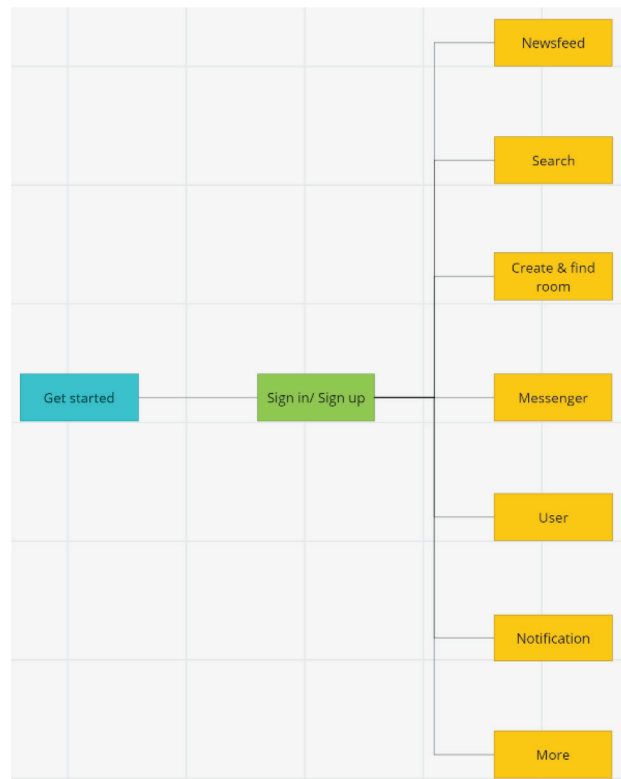 Newsfeed
Search
Create & find
room
Get started
Sign in/ Sign up
Messenger
User
Notification
More